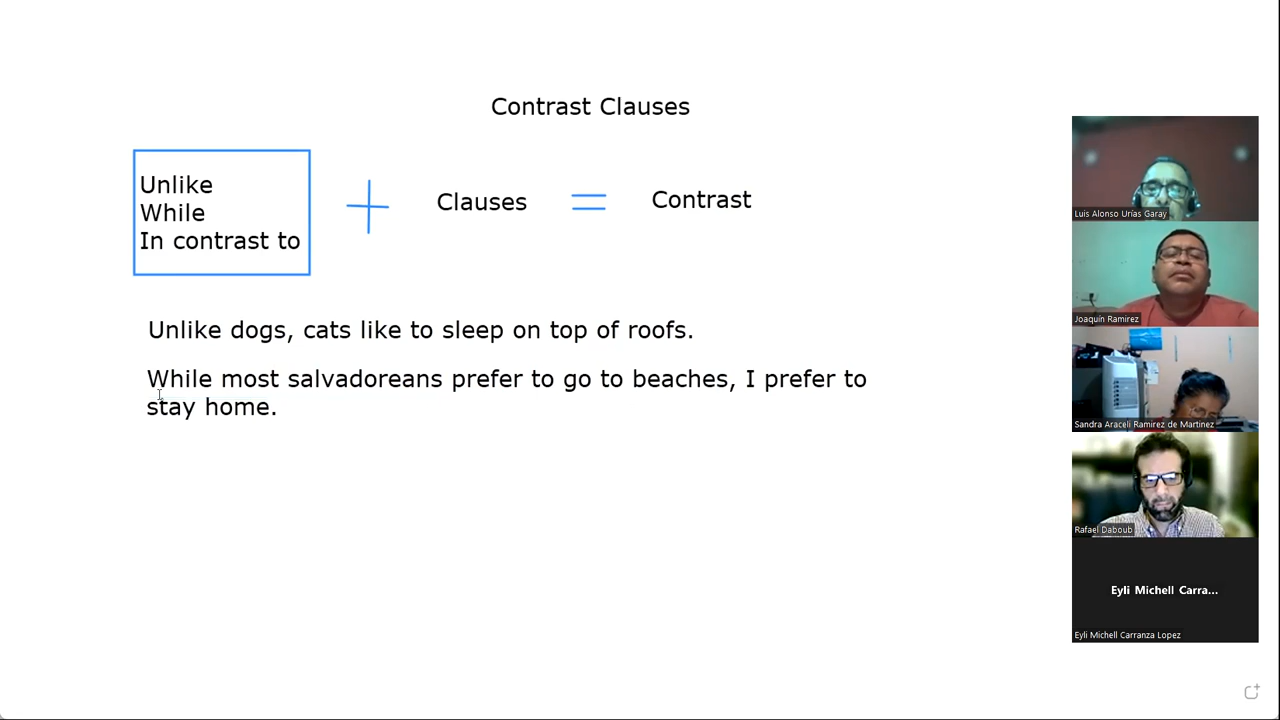 Contrast Clauses
Unlike
While
In contrast to
Clauses
Contrast
Unlike dogs, cats like to sleep on top of roofs.
While most salvadoreans prefer to go to beaches, I prefer to
stay home.
Luis Alonso Urías Garay
Joaquín Ramirez
Sandra Araceli Ramirez de Martinez
Rafael Daboub
Eyli Michell Carra...
Eyli Michell Carranza Lopez